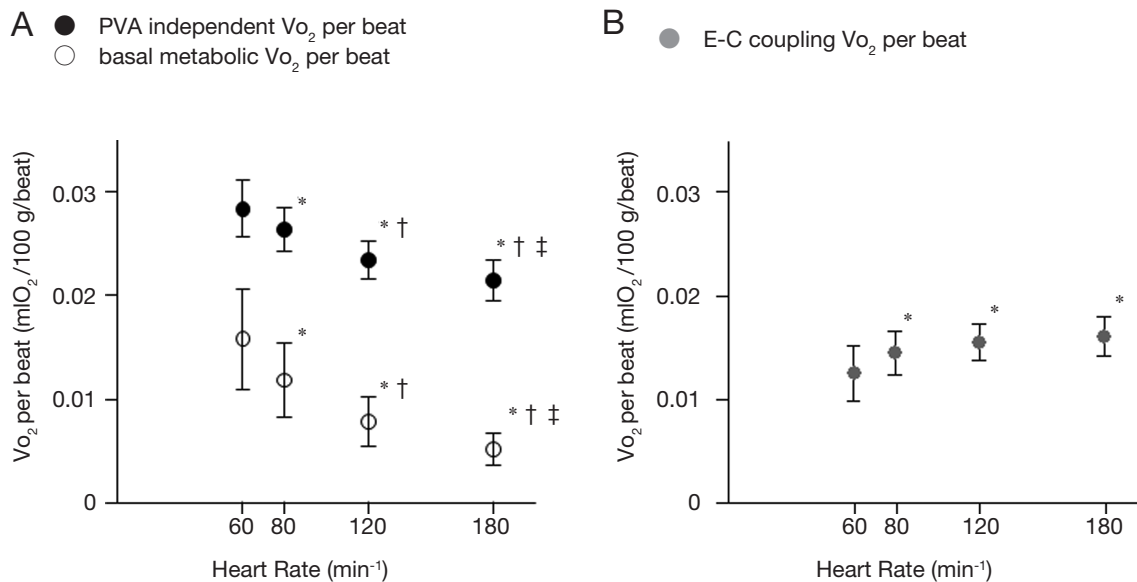 A
PVA independent Vo₂ per beat
basal metabolic Vo₂ per beat
Vo₂ per beat (mlO₂/100 g/beat)
0.03
0.02
0.01
0
*
* †
* † ‡
*
* †
* † ‡
60 80 120 180
Heart Rate (min⁻¹)
B
E-C coupling Vo₂ per beat
Vo₂ per beat (mlO₂/100 g/beat)
0.03
0.02
0.01
0
* * *
60 80 120 180
Heart Rate (min⁻¹)